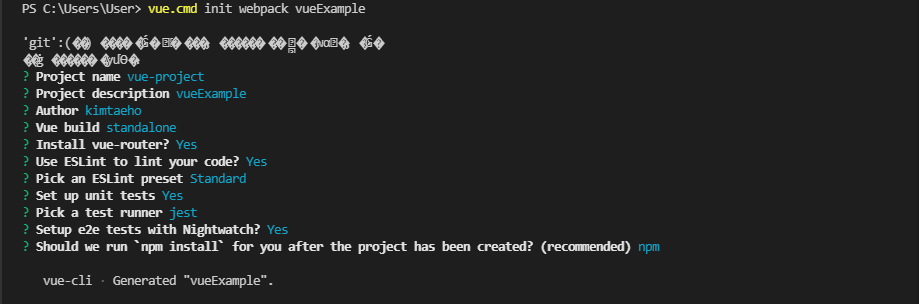 PS C:\Users\User> vue.cmd init webpack vueExample
'git':(
? Project name vue-project
? Project description vueExample
? Author kimtaeho
? Vue build standalone
? Install vue-router? Yes
? Use ESLint to lint your code? Yes
? Pick an ESLint preset Standard
? Set up unit tests Yes
? Pick a test runner jest
? Setup e2e tests with Nightwatch? Yes
? Should we run `npm install` for you after the project has been created? (recommended) npm
vue-cli · Generated "vueExample".